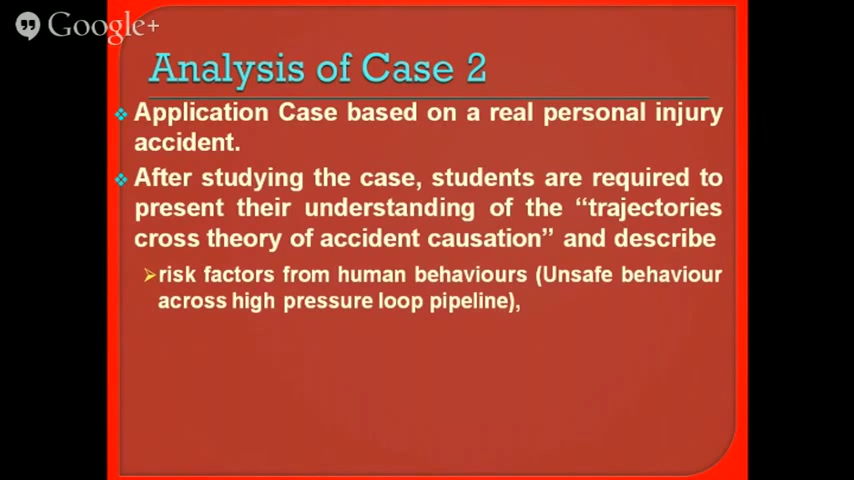 Google+
Analysis of Case 2
Application Case based on a real personal injury
accident.
After studying the case, students are required to
present their understanding of the “trajectories
cross theory of accident causation” and describe
risk factors from human behaviours (Unsafe behaviour
across high pressure loop pipeline),